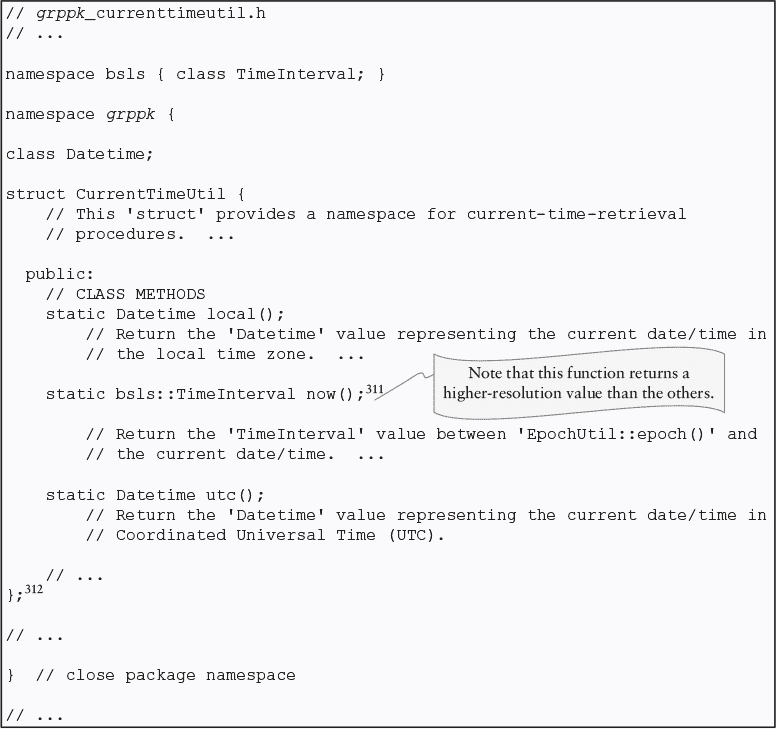 // grppk_currenttimeutil.h
// ...
namespace bsls { class TimeInterval; }
namespace grppk {
class Datetime;
struct CurrentTimeUtil {
    // This 'struct' provides a namespace for current-time-retrieval
    // procedures.  ...
  public:
    // CLASS METHODS
    static Datetime local();
        // Return the 'Datetime' value representing the current date/time in
        // the local time zone.  ...
    static bsls::TimeInterval now();311
Note that this function returns a
higher-resolution value than the others.
        // Return the 'TimeInterval' value between 'EpochUtil::epoch()' and
        // the current date/time.  ...
    static Datetime utc();
        // Return the 'Datetime' value representing the current date/time in
        // Coordinated Universal Time (UTC).
    // ...
};312
// ...
}  // close package namespace
// ...